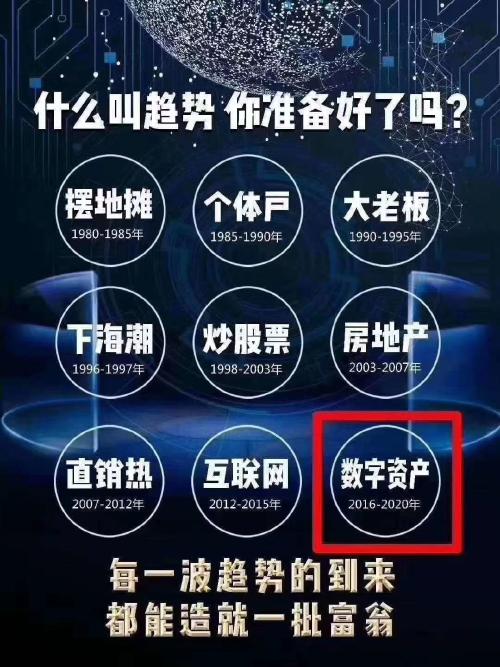 什么叫趋势 你准备好了吗?
摆地摊
1980-1985年
个体户
1985-1990年
大老板
1990-1995年
下海潮
1996-1997年
炒股票
1998-2003年
房地产
2003-2007年
直销热
2007-2012年
互联网
2012-2015年
数字资产
2016-2020年
每一波趋势的到来
都能造就一批富翁